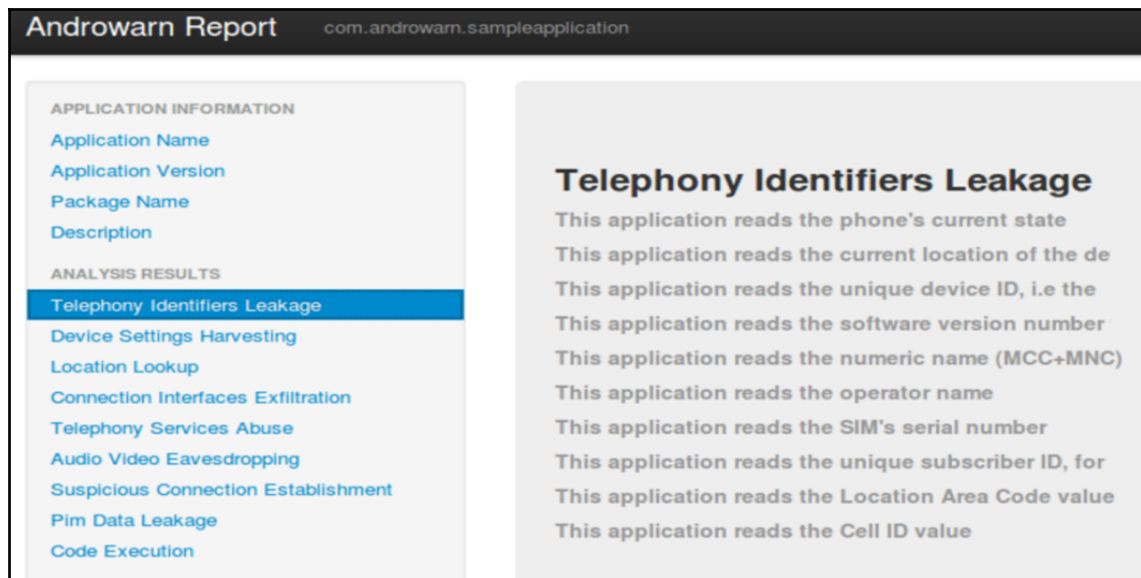 Androwarn Report com.androwarn.sampleapplication
APPLICATION INFORMATION
Application Name
Application Version
Package Name
Description
ANALYSIS RESULTS
Telephony Identifiers Leakage
Device Settings Harvesting
Location Lookup
Connection Interfaces Exfiltration
Telephony Services Abuse
Audio Video Eavesdropping
Suspicious Connection Establishment
Pim Data Leakage
Code Execution
Telephony Identifiers Leakage
This application reads the phone's current state
This application reads the current location of the de
This application reads the unique device ID, i.e the
This application reads the software version number
This application reads the numeric name (MCC+MNC)
This application reads the operator name
This application reads the SIM's serial number
This application reads the unique subscriber ID, for
This application reads the Location Area Code value
This application reads the Cell ID value